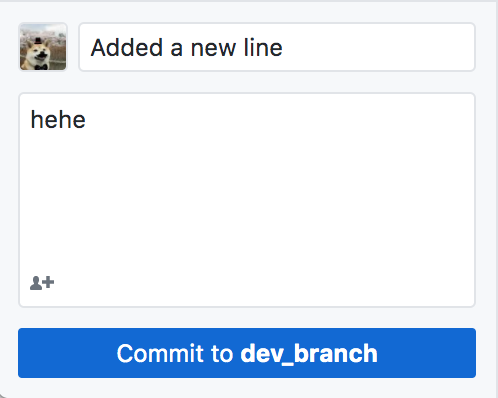 Added a new line
hehe
Commit to dev_branch